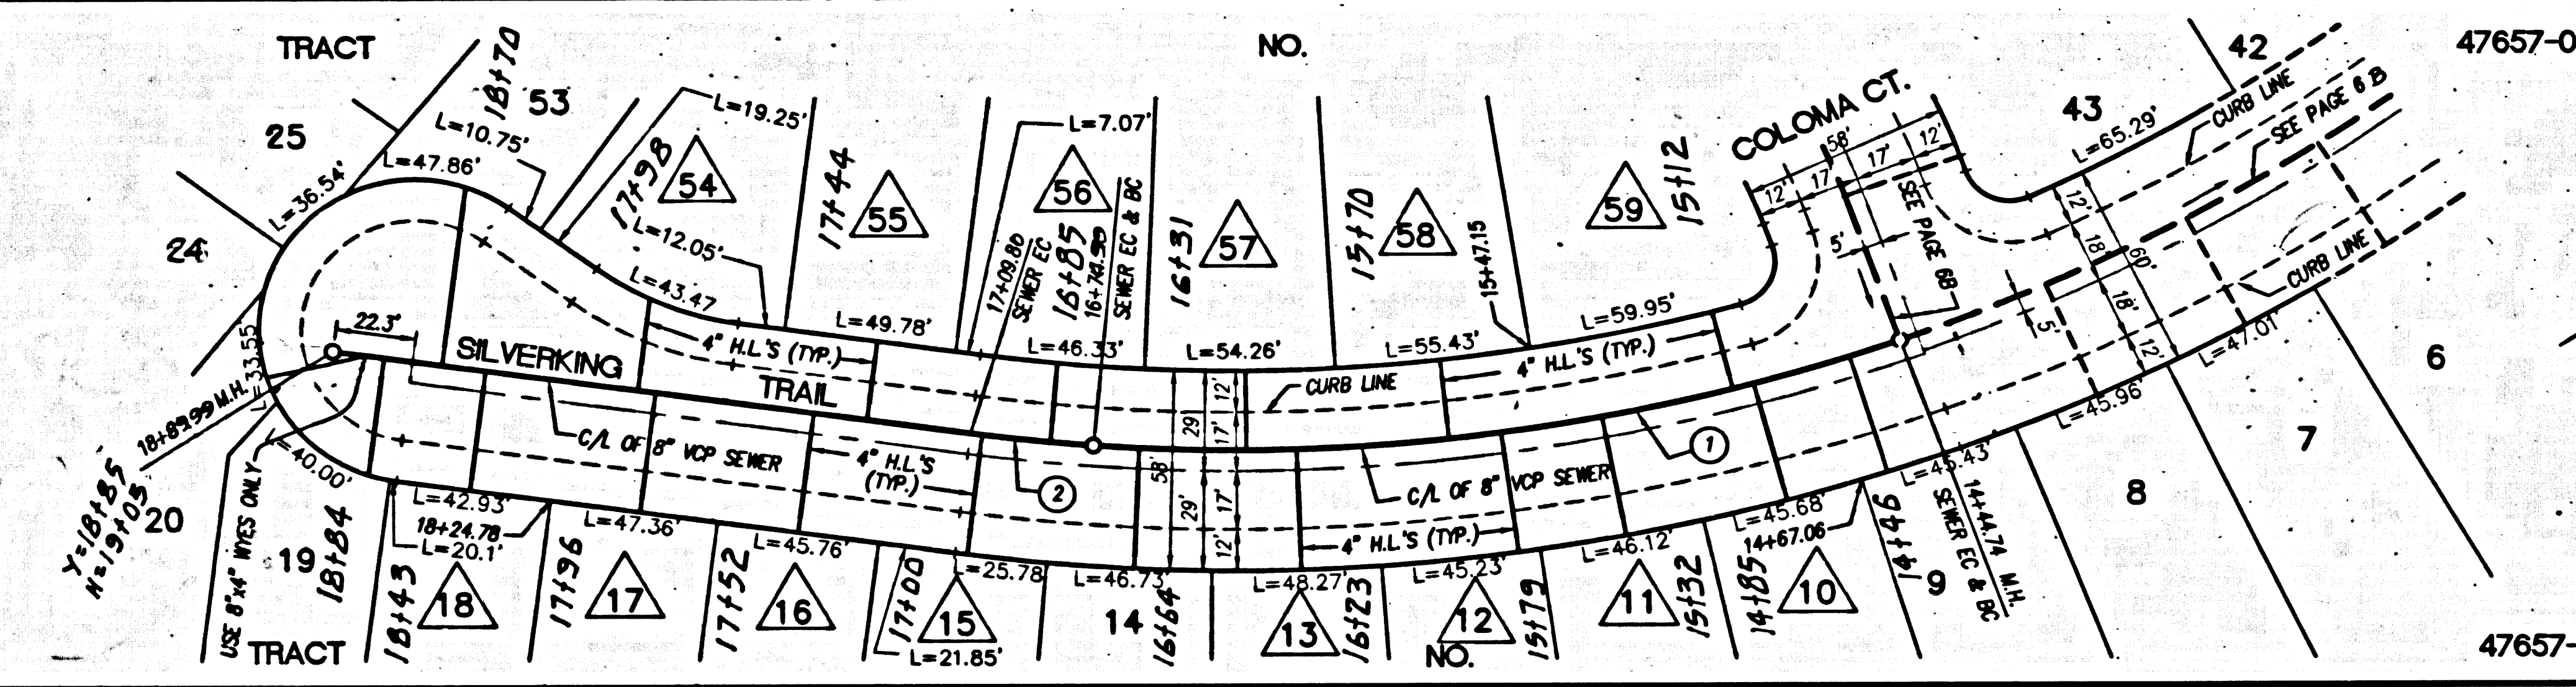 TRACT
NO.
47657-0
42
43
CURB LINE
SEE PAGE 6 B
L=65.29'
COLOMA CT.
58'
12'
17'
17'
12'
5'
SEE PAGE 6B
25
18+70
53
L=10.75'
L=47.86'
L=36.54'
L=19.25'
17+98
54
L=12.05'
L=43.47
17+44
55
L=49.78'
L=7.07'
56
17+09.80
SEWER EC
16+85
SEWER EC & BC
L=46.33'
16+31
57
L=54.26'
15+70
58
L=55.43'
15+47.15
59
15+12
L=59.95'
24
22.3'
SILVERKING
TRAIL
4" H.L'S (TYP.)
CURB LINE
4" H.L'S (TYP.)
12'
18'
60'
18'
12'
5'
CURB LINE
L=47.01'
6
L=33.55'
18+89.99 M.H.
Y=18+85
H=19+05
20
USE 8"x4" WYES ONLY
L=40.00'
19
18+84
C/L OF 8" VCP SEWER
4" H.L'S
(TYP.)
2
29'
12'
17'
58'
29'
17'
12'
C/L OF 8" VCP SEWER
4" H.L'S (TYP.)
1
L=42.93'
18+24.78
L=20.1'
18+43
18
17+96
L=47.36'
17
17+52
L=45.76'
16
17+00
L=21.85'
15
L=25.78
L=46.73'
14
16+64
L=48.27'
13
16+23
L=45.23'
12
15+79
L=46.12'
11
15+32
L=45.68'
14+67.06
14+85
10
14+46
L=45.43'
9
14+44.74 M.H.
SEWER EC & BC
L=45.96'
8
7
TRACT
NO.
47657-